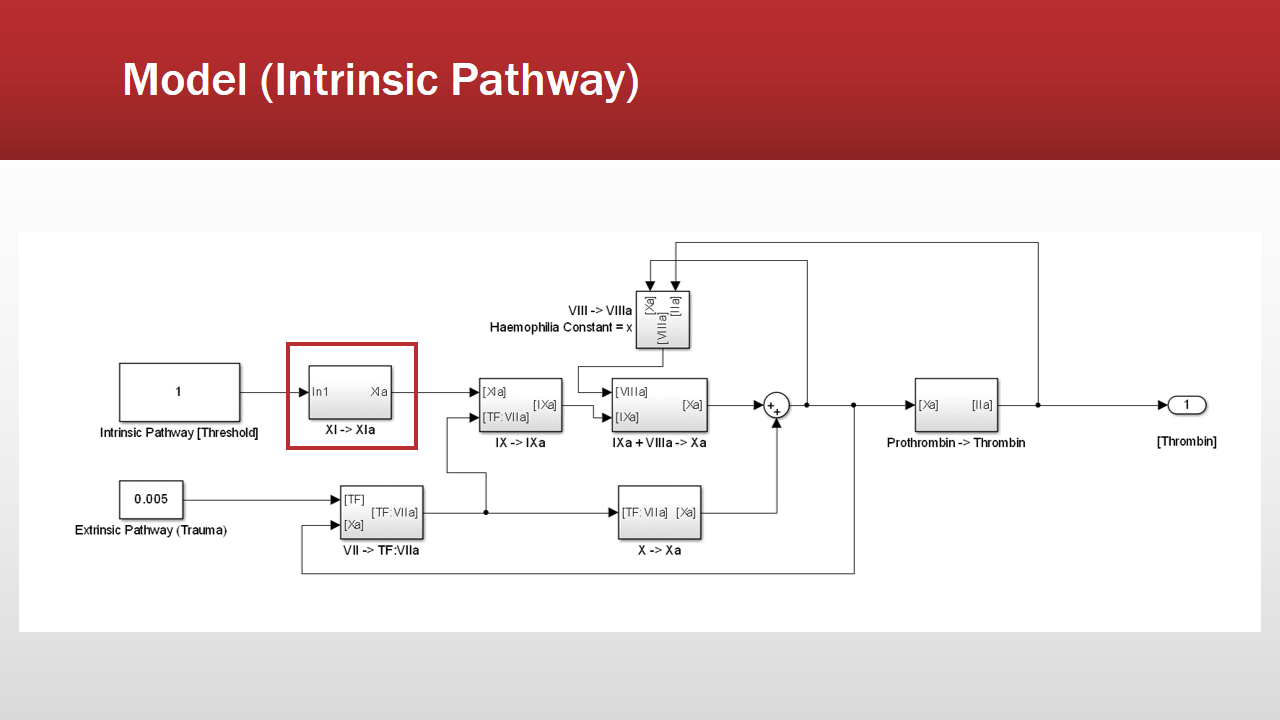 Model (Intrinsic Pathway)
[Xa]
[IIa]
[VIIIa]
VIII -> VIIIa
Haemophilia Constant = x
1
Intrinsic Pathway [Threshold]
In1
XIa
XI -> XIa
[XIa]
[TF:VIIa]
[IXa]
IX -> IXa
[VIIIa]
[IXa]
[Xa]
IXa + VIIIa -> Xa
+
+
[Xa]
[IIa]
Prothrombin -> Thrombin
1
[Thrombin]
0.005
Extrinsic Pathway (Trauma)
[TF]
[Xa]
[TF:VIIa]
VII -> TF:VIIa
[TF:VIIa]
[Xa]
X -> Xa